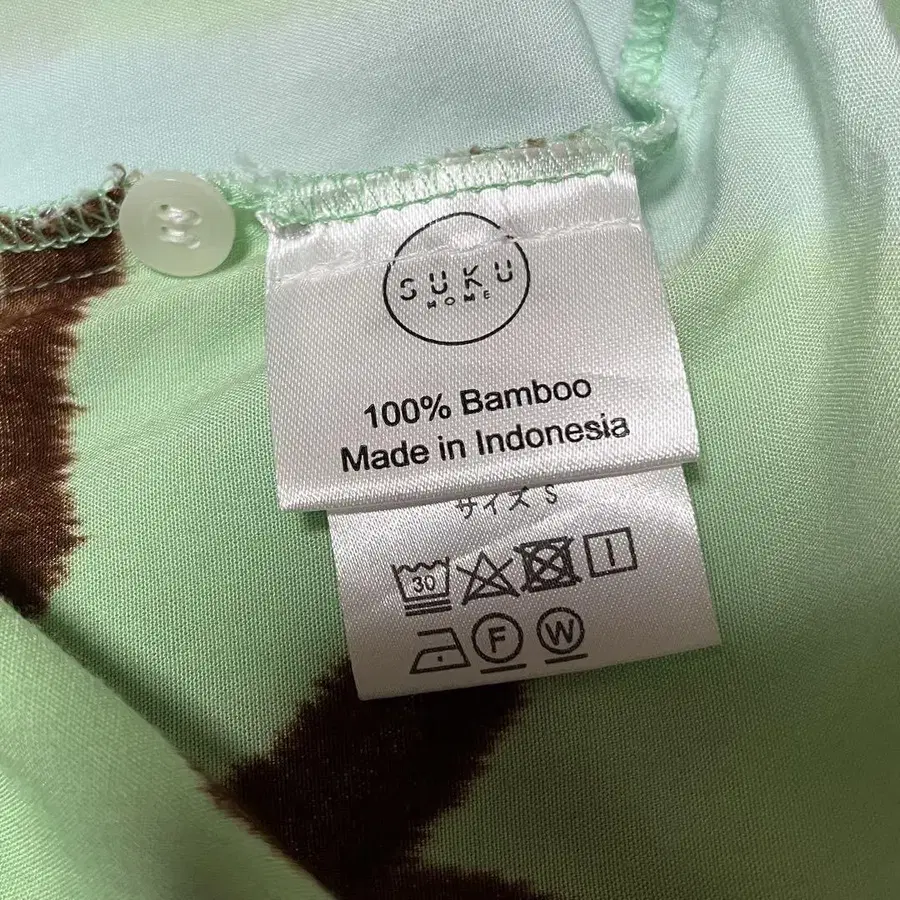 SUKU
HOME
100% Bamboo
Made in Indonesia
サイズ S
30
F
W